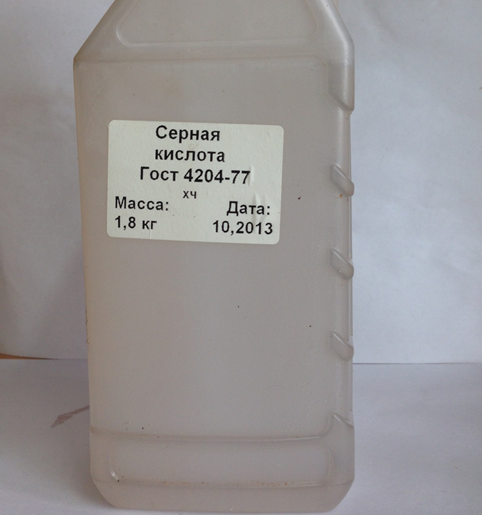 Серная
кислота
Гост 4204-77
хч
Масса: Дата:
1,8 кг 10,2013